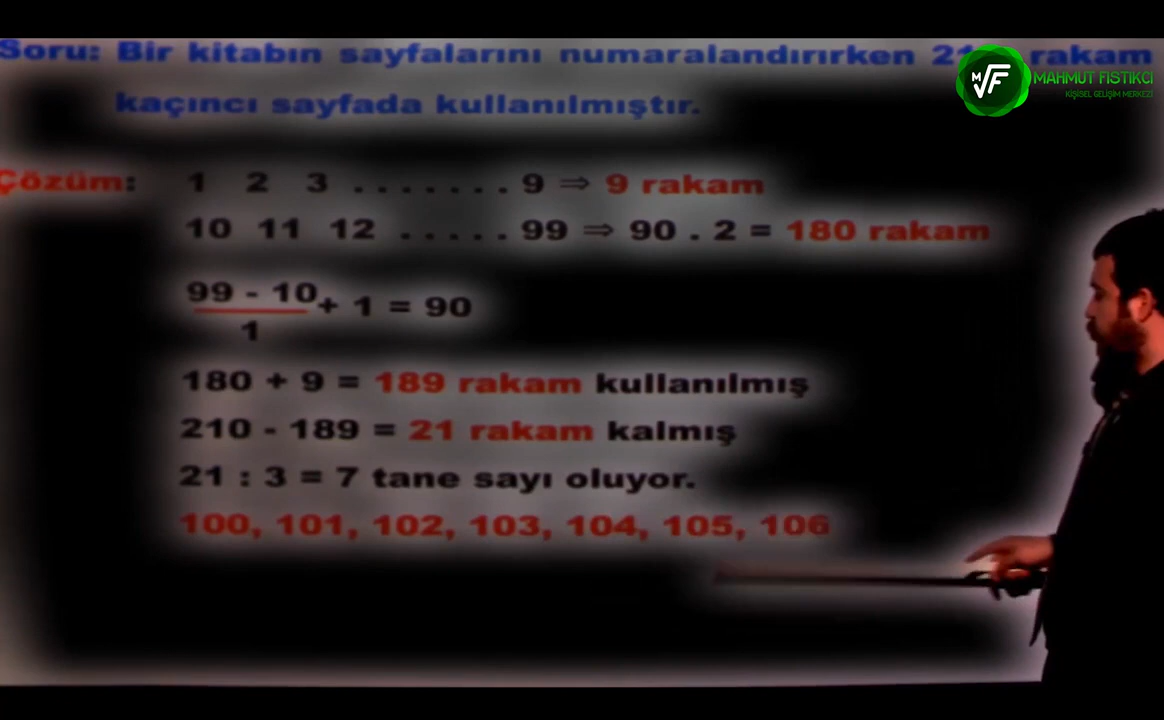 Soru: Bir kitabın sayfalarını numaralandırırken rakam
kaçıncı sayfada kullanılmıştır.
MVF
MAHMUT FISTIKCI
KİŞİSEL GELİŞİM MERKEZİ
Çözüm: 1 2 3 . . . . . . . 9 ⇒ 9 rakam
10 11 12 . . . . . 99 ⇒ 90 . 2 = 180 rakam
99 - 10 + 1 = 90
1
180 + 9 = 189 rakam kullanılmış
210 - 189 = 21 rakam kalmış
21 : 3 = 7 tane sayı oluyor.
100, 101, 102, 103, 104, 105, 106